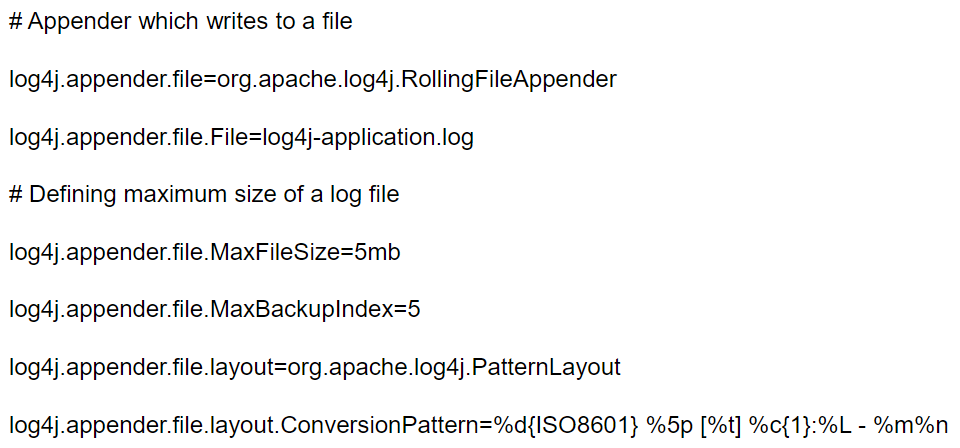 # Appender which writes to a file
log4j.appender.file=org.apache.log4j.RollingFileAppender
log4j.appender.file.File=log4j-application.log
# Defining maximum size of a log file
log4j.appender.file.MaxFileSize=5mb
log4j.appender.file.MaxBackupIndex=5
log4j.appender.file.layout=org.apache.log4j.PatternLayout
log4j.appender.file.layout.ConversionPattern=%d{ISO8601} %5p [%t] %c{1}:%L - %m%n